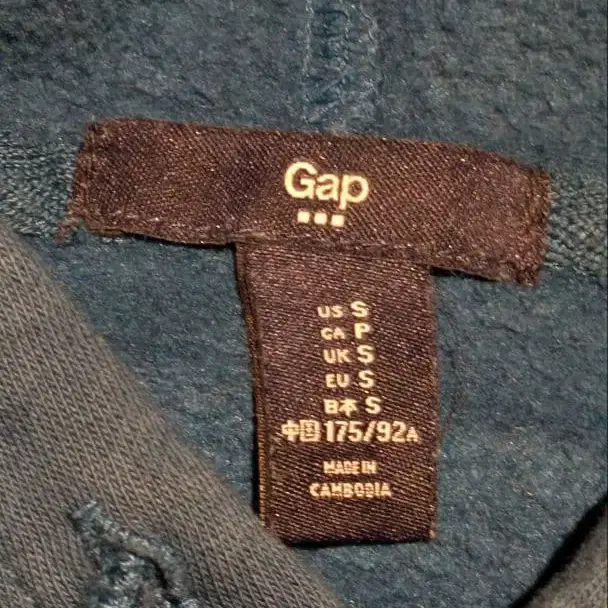 Gap
US S
CA P
UK S
EU S
日本 S
中国 175/92A
MADE IN
CAMBODIA